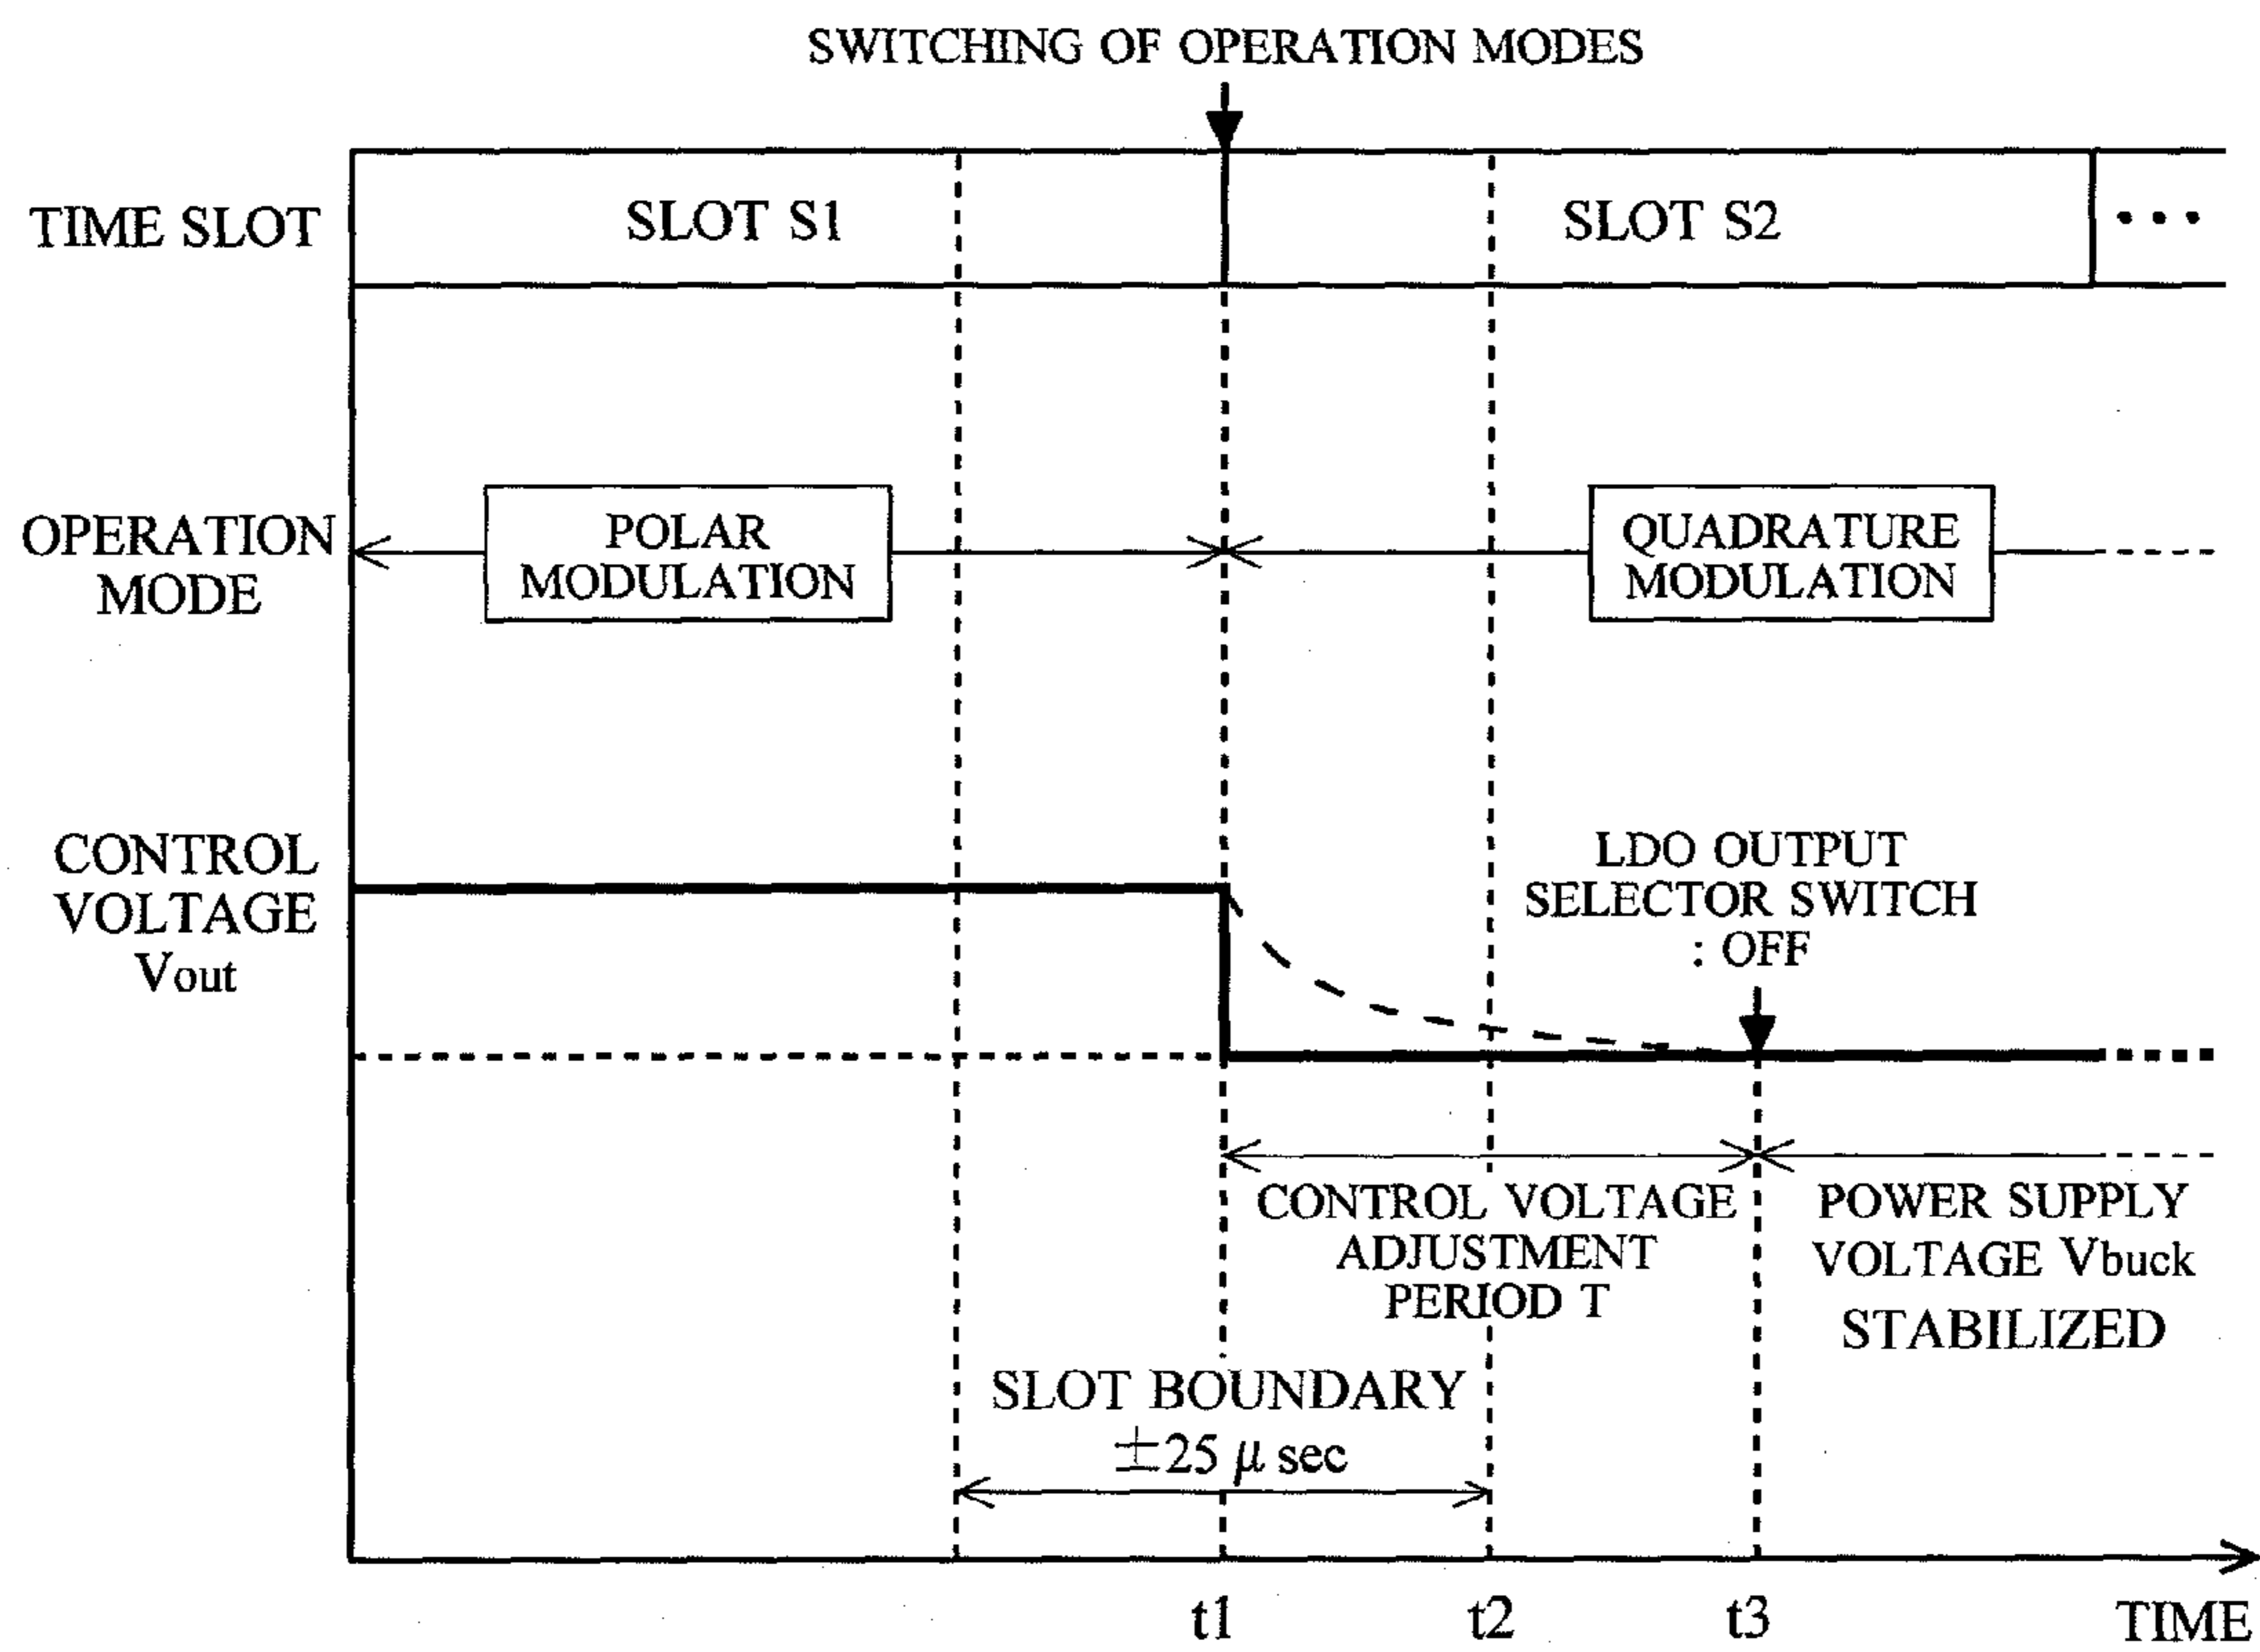 SWITCHING OF OPERATION MODES
TIME SLOT
SLOT S1
SLOT S2
...
OPERATION
MODE
POLAR
MODULATION
QUADRATURE
MODULATION
CONTROL
VOLTAGE
Vout
LDO OUTPUT
SELECTOR SWITCH
: OFF
CONTROL VOLTAGE
ADJUSTMENT
PERIOD T
POWER SUPPLY
VOLTAGE Vbuck
STABILIZED
SLOT BOUNDARY
±25 μ sec
t1
t2
t3
TIME